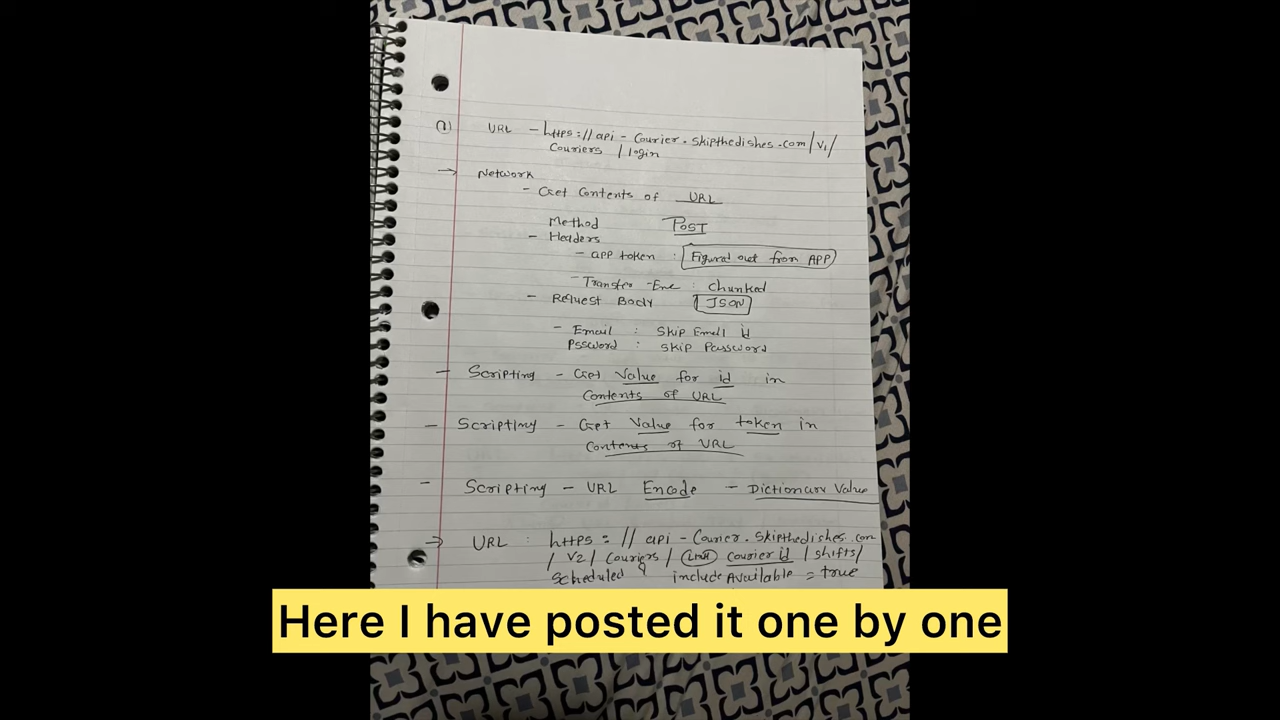 ① URL - https://api-courier.skipthedishes.com/v1/
couriers / login
→ Network
- Get Contents of URL
Method POST
- Headers
- app token : Figured out from APP
- Transfer-Enc : chunked
- Request Body JSON
- Email : Skip Email id
Pssword : skip Password
- Scripting - Get Value for id in
Contents of URL
- Scripting - Get Value for token in
Contents of URL
- Scripting - URL Encode - Dictionary Value
→ URL : https://api-courier.skipthedishes.com
/ v2 / couriers / courier id / shifts/
scheduled ? includeAvailable = true
Here I have posted it one by one